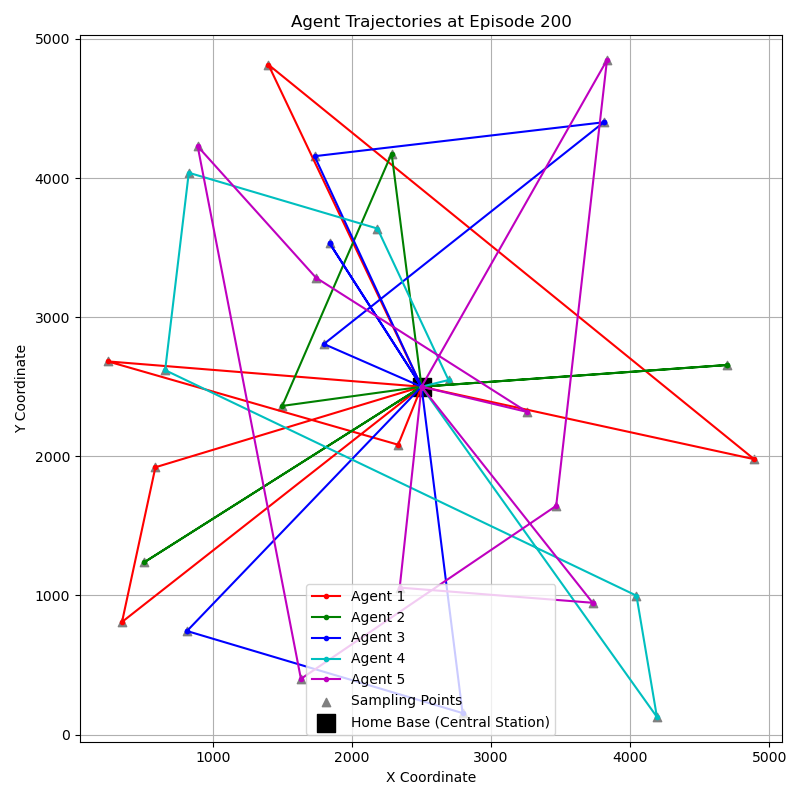 Agent Trajectories at Episode 200
5000
4000
3000
2000
1000
0
Y Coordinate
Agent 1
Agent 2
Agent 3
Agent 4
Agent 5
Sampling Points
Home Base (Central Station)
1000 2000 3000 4000 5000
X Coordinate